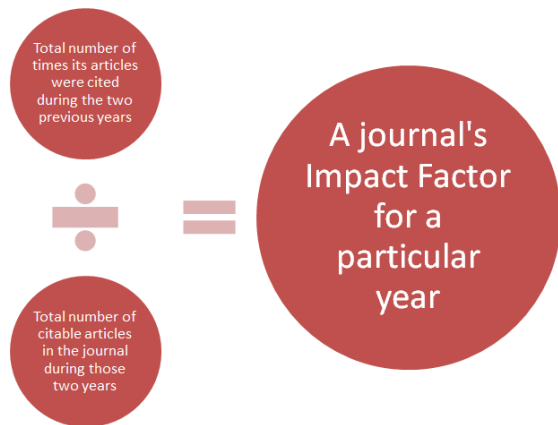 Total number of
times its articles
were cited
during the two
previous years
÷
=
A journal's
Impact Factor
for a
particular
year
Total number of
citable articles
in the journal
during those
two years